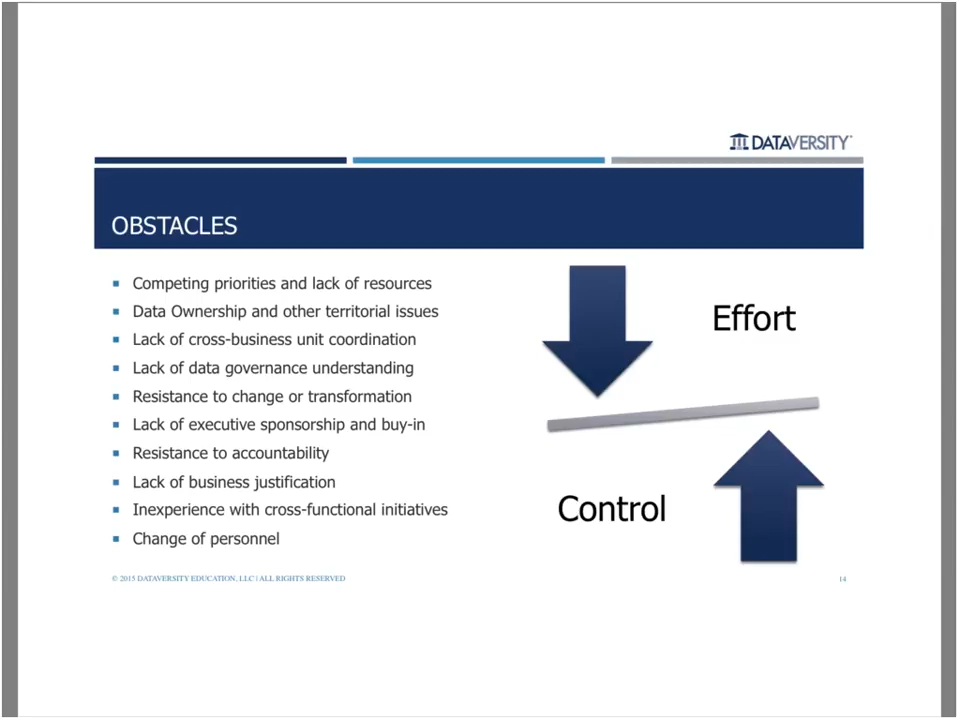 DATAVERSITY
OBSTACLES
Competing priorities and lack of resources
Data Ownership and other territorial issues
Lack of cross-business unit coordination
Lack of data governance understanding
Resistance to change or transformation
Lack of executive sponsorship and buy-in
Resistance to accountability
Lack of business justification
Inexperience with cross-functional initiatives
Change of personnel
Effort
Control
© 2015 DATAVERSITY EDUCATION, LLC | ALL RIGHTS RESERVED
14